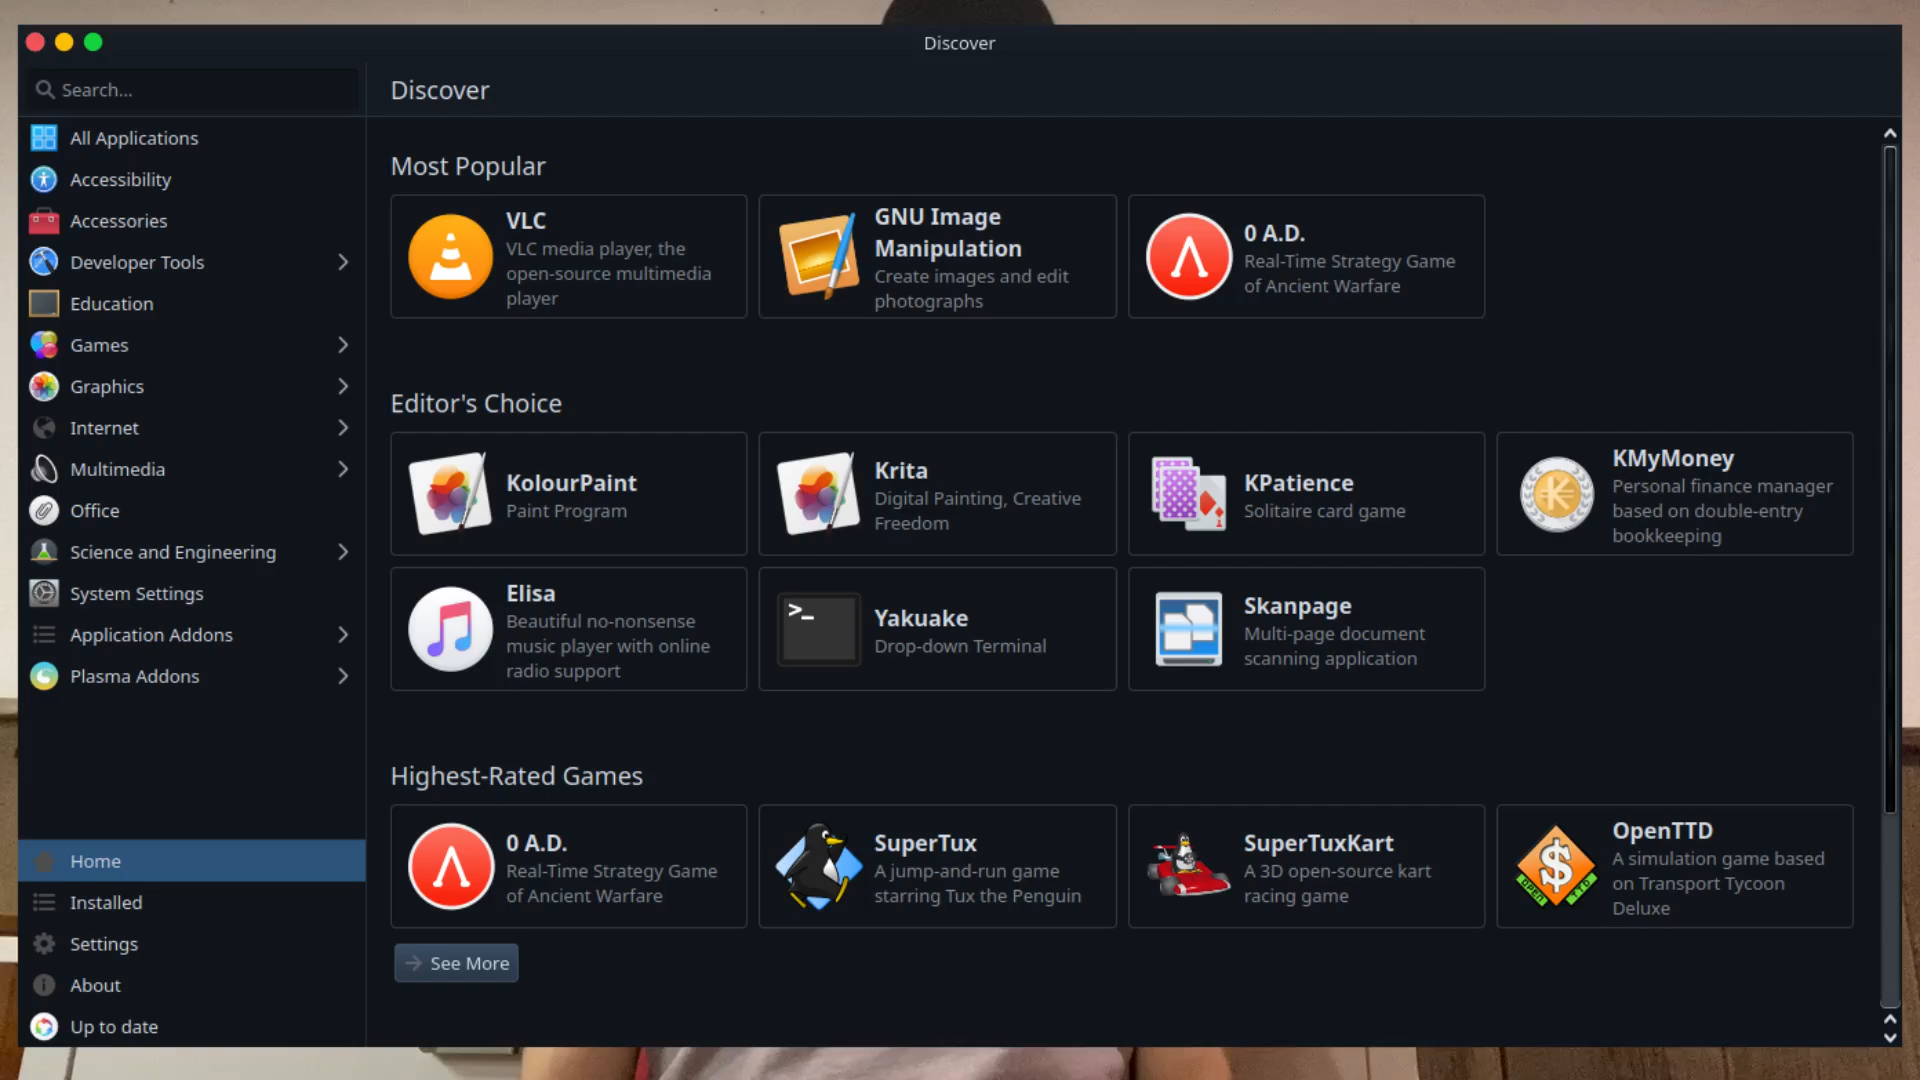 Discover
Search...
Discover
All Applications
Accessibility
Accessories
Developer Tools
Education
Games
Graphics
Internet
Multimedia
Office
Science and Engineering
System Settings
Application Addons
Plasma Addons
Home
Installed
Settings
About
Up to date
Most Popular
VLC
VLC media player, the
open-source multimedia
player
GNU Image
Manipulation
Create images and edit
photographs
0 A.D.
Real-Time Strategy Game
of Ancient Warfare
Editor's Choice
KolourPaint
Paint Program
Krita
Digital Painting, Creative
Freedom
KPatience
Solitaire card game
KMyMoney
Personal finance manager
based on double-entry
bookkeeping
Elisa
Beautiful no-nonsense
music player with online
radio support
>_
Yakuake
Drop-down Terminal
Skanpage
Multi-page document
scanning application
Highest-Rated Games
0 A.D.
Real-Time Strategy Game
of Ancient Warfare
SuperTux
A jump-and-run game
starring Tux the Penguin
SuperTuxKart
A 3D open-source kart
racing game
$
OPEN TTD
OpenTTD
A simulation game based
on Transport Tycoon
Deluxe
See More